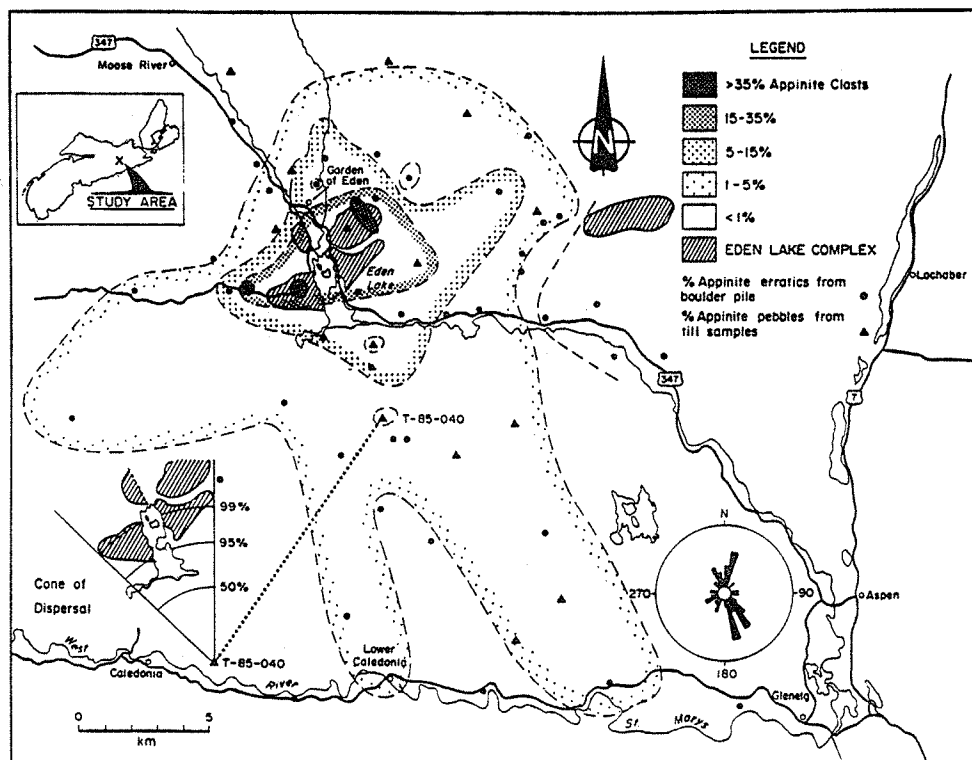 347
Moose River
STUDY AREA
Garden
of Eden
Eden
Lake
N
LEGEND
>35% Appinite Clasts
15-35%
5-15%
1-5%
<1%
EDEN LAKE COMPLEX
% Appinite erratics from
boulder pile
% Appinite pebbles from
till samples
Lochaber
347
7
T-85-040
99%
95%
50%
Cone of
Dispersal
T-85-040
West
River
Caledonia
Lower
Caledonia
N
270
90
180
Aspen
Glenelg
St. Marys
0 5
km